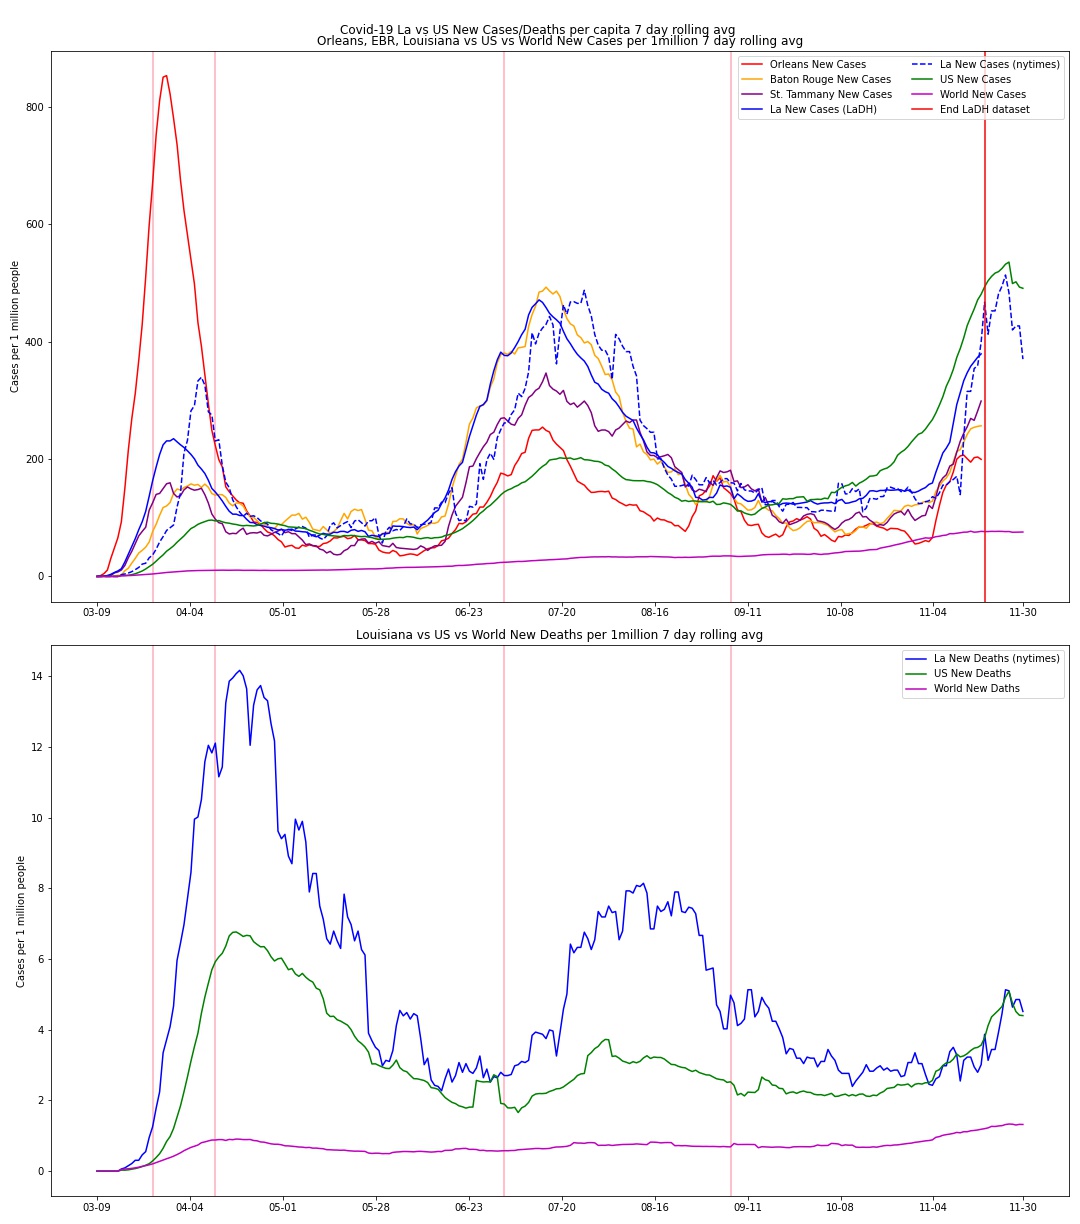 Covid-19 La vs US New Cases/Deaths per capita 7 day rolling avg
Orleans, EBR, Louisiana vs US vs World New Cases per 1million 7 day rolling avg
Orleans New Cases
Baton Rouge New Cases
St. Tammany New Cases
La New Cases (LaDH)
La New Cases (nytimes)
US New Cases
World New Cases
End LaDH dataset
Cases per 1 million people
800
600
400
200
0
03-09 04-04 05-01 05-28 06-23 07-20 08-16 09-11 10-08 11-04 11-30
Louisiana vs US vs World New Deaths per 1million 7 day rolling avg
La New Deaths (nytimes)
US New Deaths
World New Daths
Cases per 1 million people
14
12
10
8
6
4
2
0
03-09 04-04 05-01 05-28 06-23 07-20 08-16 09-11 10-08 11-04 11-30